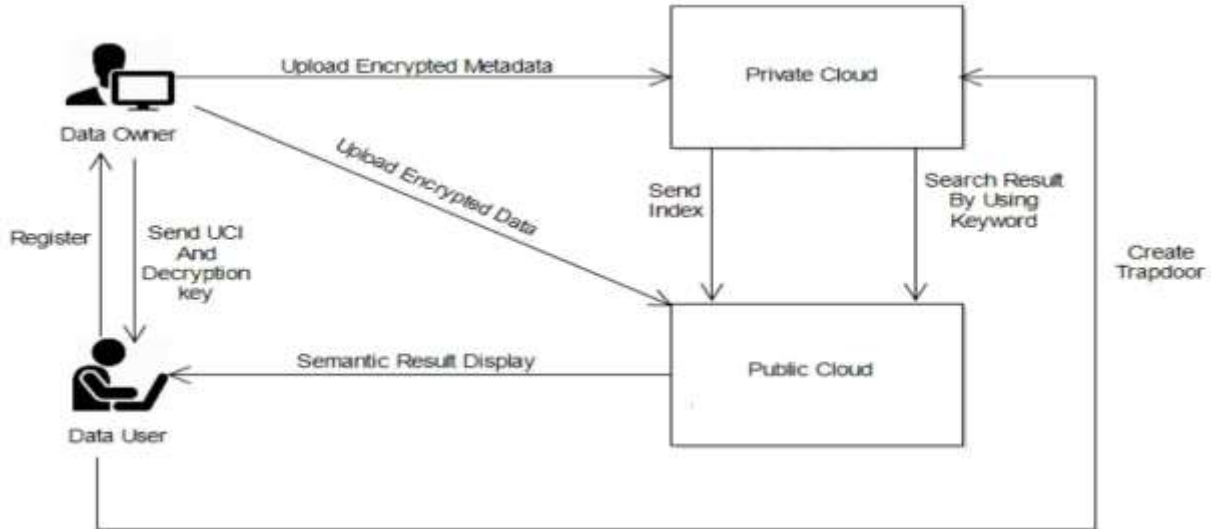 Upload Encrypted Metadata
Private Cloud
Data Owner
Upload Encrypted Data
Send
Index
Search Result
By Using
Keyword
Register
Send UCI
And
Decryption
key
Create
Trapdoor
Semantic Result Display
Public Cloud
Data User